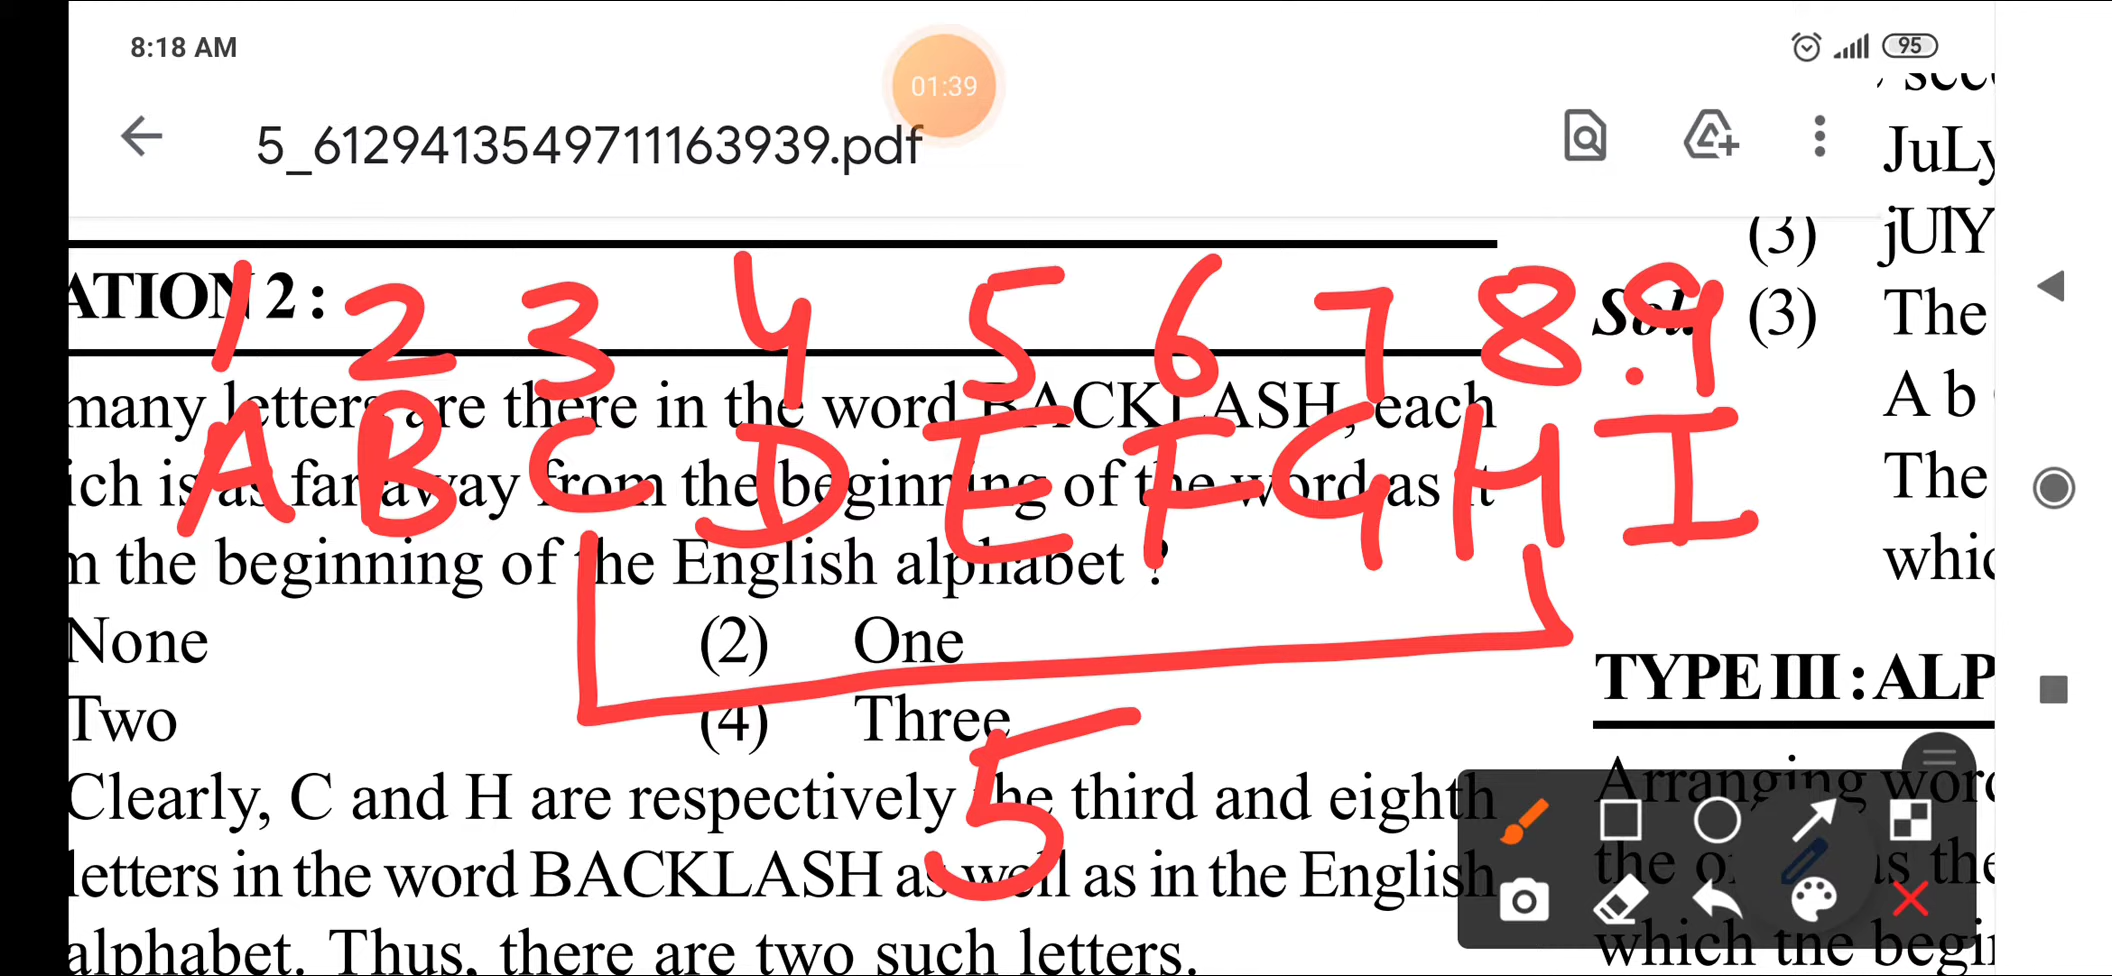 8:18 AM
01:39
95
5_6129413549711163939.pdf
ATION 2 :
many letters are there in the word BACKLASH, each
ich is as far away from the beginning of the word as it
m the beginning of the English alphabet ?
None (2) One
Two (4) Three
Clearly, C and H are respectively the third and eighth
letters in the word BACKLASH as well as in the English
alphabet. Thus, there are two such letters.
1 2 3 4 5 6 7 8 9
A B C D E F G H I
5
JuLy
(3) jUlY
Sol. (3) The
A b
The
whic
TYPE III : ALP
Arranging word
the o as the
which the begi